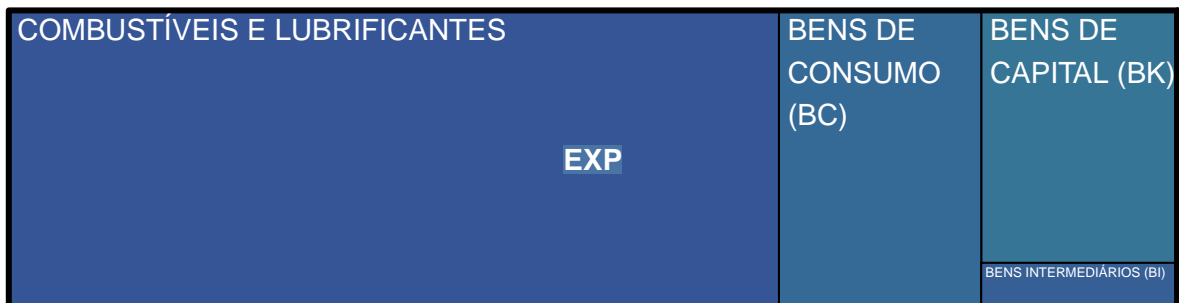 COMBUSTÍVEIS E LUBRIFICANTES
BENS DE
CONSUMO
(BC)
BENS DE
CAPITAL (BK)
EXP
BENS INTERMEDIÁRIOS (BI)